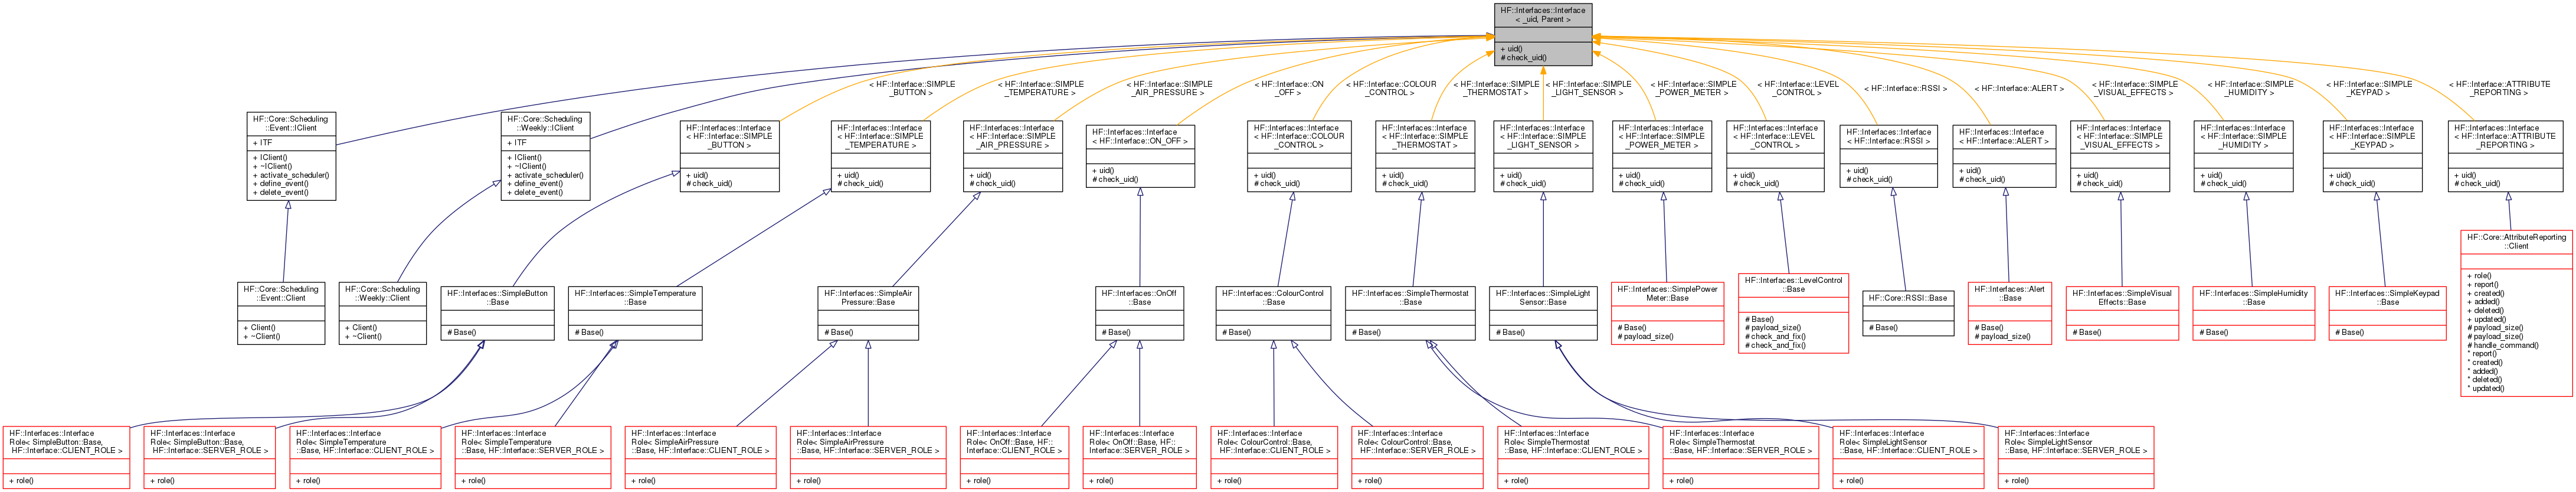 HF::Interfaces::Interface
< _uid, Parent >
+ uid()
# check_uid()
< HF::Interface::SIMPLE
_BUTTON >
< HF::Interface::SIMPLE
_TEMPERATURE >
< HF::Interface::SIMPLE
_AIR_PRESSURE >
< HF::Interface::ON
_OFF >
< HF::Interface::COLOUR
_CONTROL >
< HF::Interface::SIMPLE
_THERMOSTAT >
< HF::Interface::SIMPLE
_LIGHT_SENSOR >
< HF::Interface::SIMPLE
_POWER_METER >
< HF::Interface::LEVEL
_CONTROL >
< HF::Interface::RSSI >
< HF::Interface::ALERT >
< HF::Interface::SIMPLE
_VISUAL_EFFECTS >
< HF::Interface::SIMPLE
_HUMIDITY >
< HF::Interface::SIMPLE
_KEYPAD >
< HF::Interface::ATTRIBUTE
_REPORTING >
HF::Core::Scheduling
::Event::IClient
+ ITF
+ IClient()
+ ~IClient()
+ activate_scheduler()
+ define_event()
+ delete_event()
HF::Core::Scheduling
::Weekly::IClient
+ ITF
+ IClient()
+ ~IClient()
+ activate_scheduler()
+ define_event()
+ delete_event()
HF::Interfaces::Interface
< HF::Interface::SIMPLE
_BUTTON >
+ uid()
# check_uid()
HF::Interfaces::Interface
< HF::Interface::SIMPLE
_TEMPERATURE >
+ uid()
# check_uid()
HF::Interfaces::Interface
< HF::Interface::SIMPLE
_AIR_PRESSURE >
+ uid()
# check_uid()
HF::Interfaces::Interface
< HF::Interface::ON_OFF >
+ uid()
# check_uid()
HF::Interfaces::Interface
< HF::Interface::COLOUR
_CONTROL >
+ uid()
# check_uid()
HF::Interfaces::Interface
< HF::Interface::SIMPLE
_THERMOSTAT >
+ uid()
# check_uid()
HF::Interfaces::Interface
< HF::Interface::SIMPLE
_LIGHT_SENSOR >
+ uid()
# check_uid()
HF::Interfaces::Interface
< HF::Interface::SIMPLE
_POWER_METER >
+ uid()
# check_uid()
HF::Interfaces::Interface
< HF::Interface::LEVEL
_CONTROL >
+ uid()
# check_uid()
HF::Interfaces::Interface
< HF::Interface::RSSI >
+ uid()
# check_uid()
HF::Interfaces::Interface
< HF::Interface::ALERT >
+ uid()
# check_uid()
HF::Interfaces::Interface
< HF::Interface::SIMPLE
_VISUAL_EFFECTS >
+ uid()
# check_uid()
HF::Interfaces::Interface
< HF::Interface::SIMPLE
_HUMIDITY >
+ uid()
# check_uid()
HF::Interfaces::Interface
< HF::Interface::SIMPLE
_KEYPAD >
+ uid()
# check_uid()
HF::Interfaces::Interface
< HF::Interface::ATTRIBUTE
_REPORTING >
+ uid()
# check_uid()
HF::Core::Scheduling
::Event::Client
+ Client()
+ ~Client()
HF::Core::Scheduling
::Weekly::Client
+ Client()
+ ~Client()
HF::Interfaces::SimpleButton
::Base
# Base()
HF::Interfaces::SimpleTemperature
::Base
# Base()
HF::Interfaces::SimpleAir
Pressure::Base
# Base()
HF::Interfaces::OnOff
::Base
# Base()
HF::Interfaces::ColourControl
::Base
# Base()
HF::Interfaces::SimpleThermostat
::Base
# Base()
HF::Interfaces::SimpleLight
Sensor::Base
# Base()
HF::Interfaces::SimplePower
Meter::Base
# Base()
# payload_size()
HF::Interfaces::LevelControl
::Base
# Base()
# payload_size()
# check_and_fix()
# check_and_fix()
HF::Core::RSSI::Base
# Base()
HF::Interfaces::Alert
::Base
# Base()
# payload_size()
HF::Interfaces::SimpleVisual
Effects::Base
# Base()
HF::Interfaces::SimpleHumidity
::Base
# Base()
HF::Interfaces::SimpleKeypad
::Base
# Base()
HF::Core::AttributeReporting
::Client
+ role()
+ report()
+ created()
+ added()
+ deleted()
+ updated()
# payload_size()
# payload_size()
# handle_command()
* report()
* created()
* added()
* deleted()
* updated()
HF::Interfaces::Interface
Role< SimpleButton::Base,
HF::Interface::CLIENT_ROLE >
+ role()
HF::Interfaces::Interface
Role< SimpleButton::Base,
HF::Interface::SERVER_ROLE >
+ role()
HF::Interfaces::Interface
Role< SimpleTemperature
::Base, HF::Interface::CLIENT_ROLE >
+ role()
HF::Interfaces::Interface
Role< SimpleTemperature
::Base, HF::Interface::SERVER_ROLE >
+ role()
HF::Interfaces::Interface
Role< SimpleAirPressure
::Base, HF::Interface::CLIENT_ROLE >
+ role()
HF::Interfaces::Interface
Role< SimpleAirPressure
::Base, HF::Interface::SERVER_ROLE >
+ role()
HF::Interfaces::Interface
Role< OnOff::Base, HF::
Interface::CLIENT_ROLE >
+ role()
HF::Interfaces::Interface
Role< OnOff::Base, HF::
Interface::SERVER_ROLE >
+ role()
HF::Interfaces::Interface
Role< ColourControl::Base,
HF::Interface::CLIENT_ROLE >
+ role()
HF::Interfaces::Interface
Role< ColourControl::Base,
HF::Interface::SERVER_ROLE >
+ role()
HF::Interfaces::Interface
Role< SimpleThermostat
::Base, HF::Interface::CLIENT_ROLE >
+ role()
HF::Interfaces::Interface
Role< SimpleThermostat
::Base, HF::Interface::SERVER_ROLE >
+ role()
HF::Interfaces::Interface
Role< SimpleLightSensor
::Base, HF::Interface::CLIENT_ROLE >
+ role()
HF::Interfaces::Interface
Role< SimpleLightSensor
::Base, HF::Interface::SERVER_ROLE >
+ role()